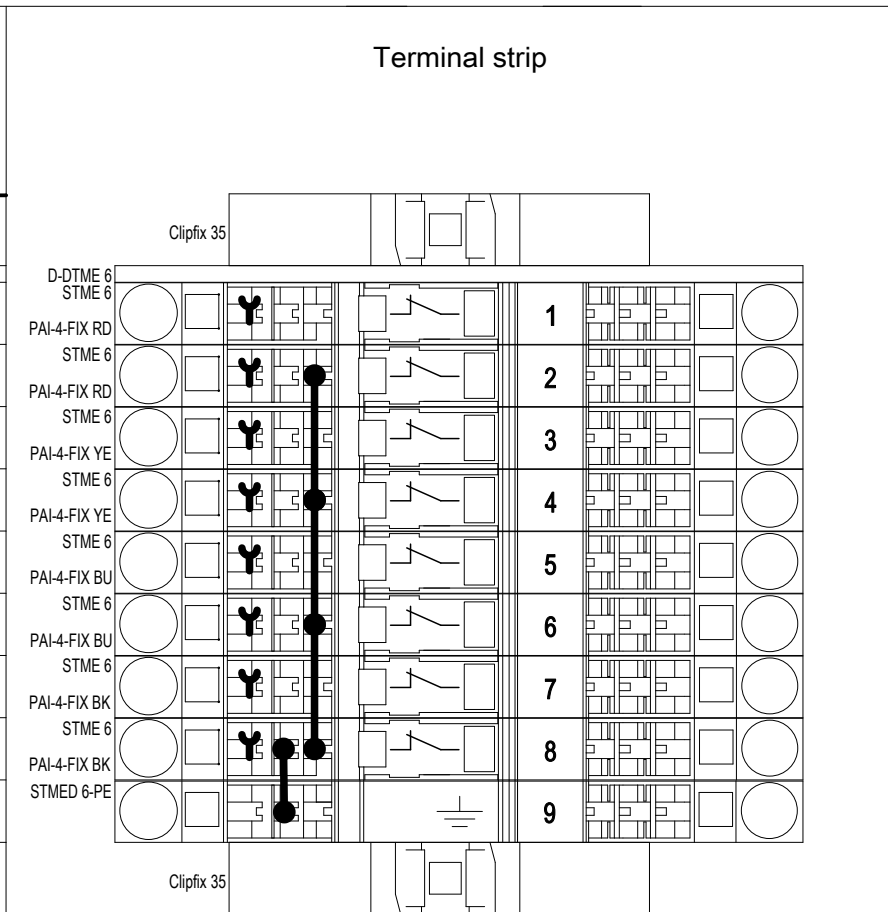 Terminal strip
Clipfix 35
D-DTME 6
STME 6
PAI-4-FIX RD
1
STME 6
PAI-4-FIX RD
2
STME 6
PAI-4-FIX YE
3
STME 6
PAI-4-FIX YE
4
STME 6
PAI-4-FIX BU
5
STME 6
PAI-4-FIX BU
6
STME 6
PAI-4-FIX BK
7
STME 6
PAI-4-FIX BK
8
STMED 6-PE
9
Clipfix 35